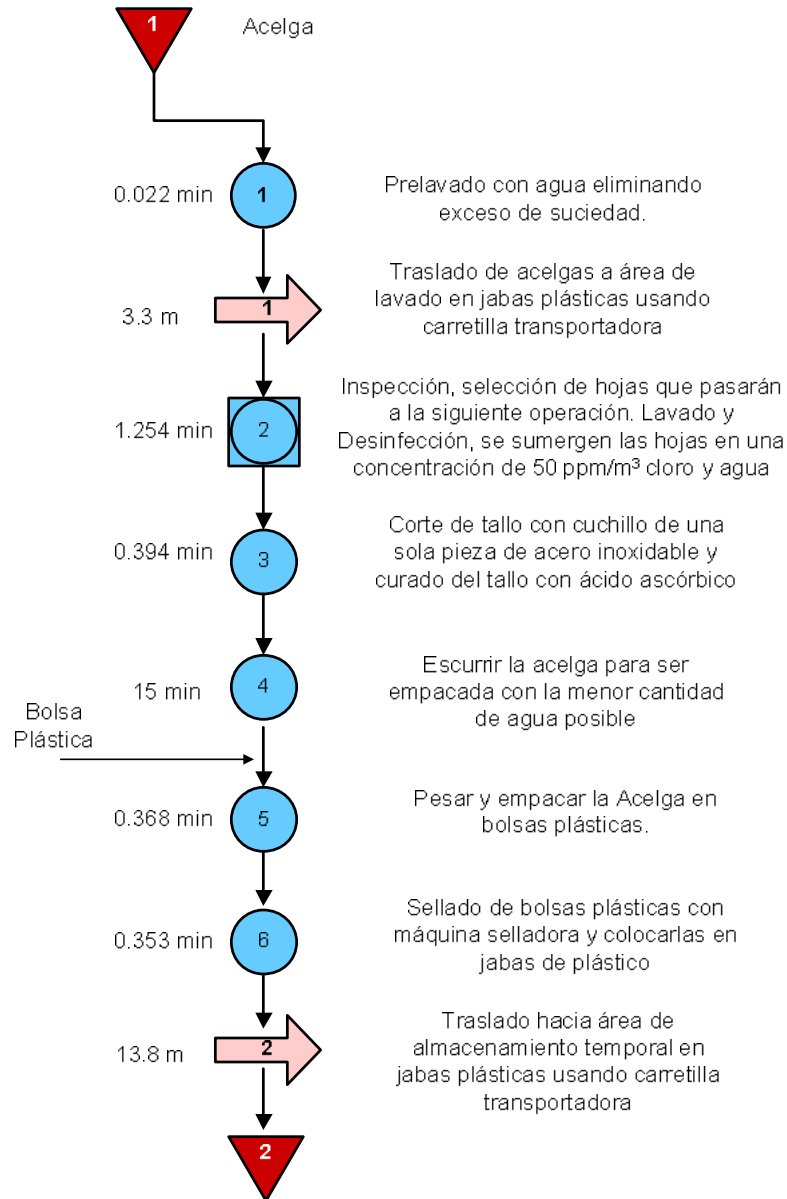 1
Acelga
0.022 min
1
Prelavado con agua eliminando
exceso de suciedad.
3.3 m
1
Traslado de acelgas a área de
lavado en jabas plásticas usando
carretilla transportadora
1.254 min
2
Inspección, selección de hojas que pasarán
a la siguiente operación. Lavado y
Desinfección, se sumergen las hojas en una
concentración de 50 ppm/m³ cloro y agua
0.394 min
3
Corte de tallo con cuchillo de una
sola pieza de acero inoxidable y
curado del tallo con ácido ascórbico
15 min
4
Escurrir la acelga para ser
empacada con la menor cantidad
de agua posible
Bolsa
Plástica
0.368 min
5
Pesar y empacar la Acelga en
bolsas plásticas.
0.353 min
6
Sellado de bolsas plásticas con
máquina selladora y colocarlas en
jabas de plástico
13.8 m
2
Traslado hacia área de
almacenamiento temporal en
jabas plásticas usando carretilla
transportadora
2